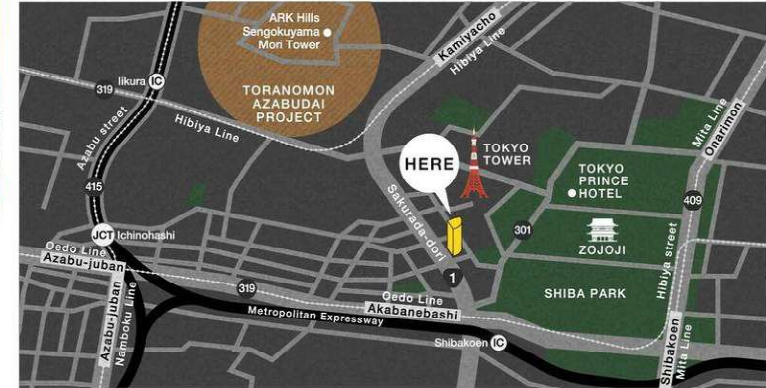 ARK Hills
Sengokuyama
Mori Tower
Kamiyacho
Hibiya Line
Iikura IC
319
TORANOMON
AZABUDAI
PROJECT
Hibiya Line
Azabu street
Mita Line
Onarimon
HERE
TOKYO
TOWER
TOKYO
PRINCE
HOTEL
415
Sakurada-dori
409
301
ZOJOJI
JCT Ichinohashi
Oedo Line
Azabu-juban
Hibiya street
1
319
SHIBA PARK
Oedo Line
Akabanebashi
Metropolitan Expressway
Azabu-juban
Namboku Line
Shibakoen IC
Shibakoen
Mita Line